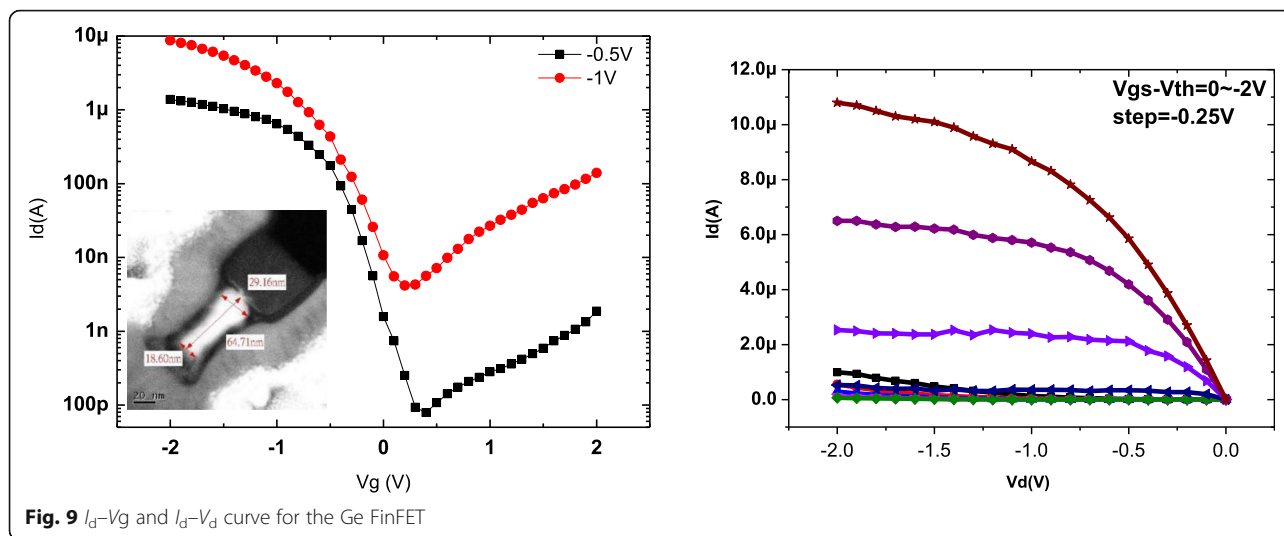 10µ
1µ
100n
10n
1n
100p
Id(A)
-0.5V
-1V
29.16nm
64.71nm
18.60nm
20 nm
-2 -1 0 1 2
Vg (V)
12.0µ
10.0µ
8.0µ
6.0µ
4.0µ
2.0µ
0.0
Id(A)
Vgs-Vth=0~-2V
step=-0.25V
-2.0 -1.5 -1.0 -0.5 0.0
Vd(V)
Fig. 9 Id–Vg and Id–Vd curve for the Ge FinFET